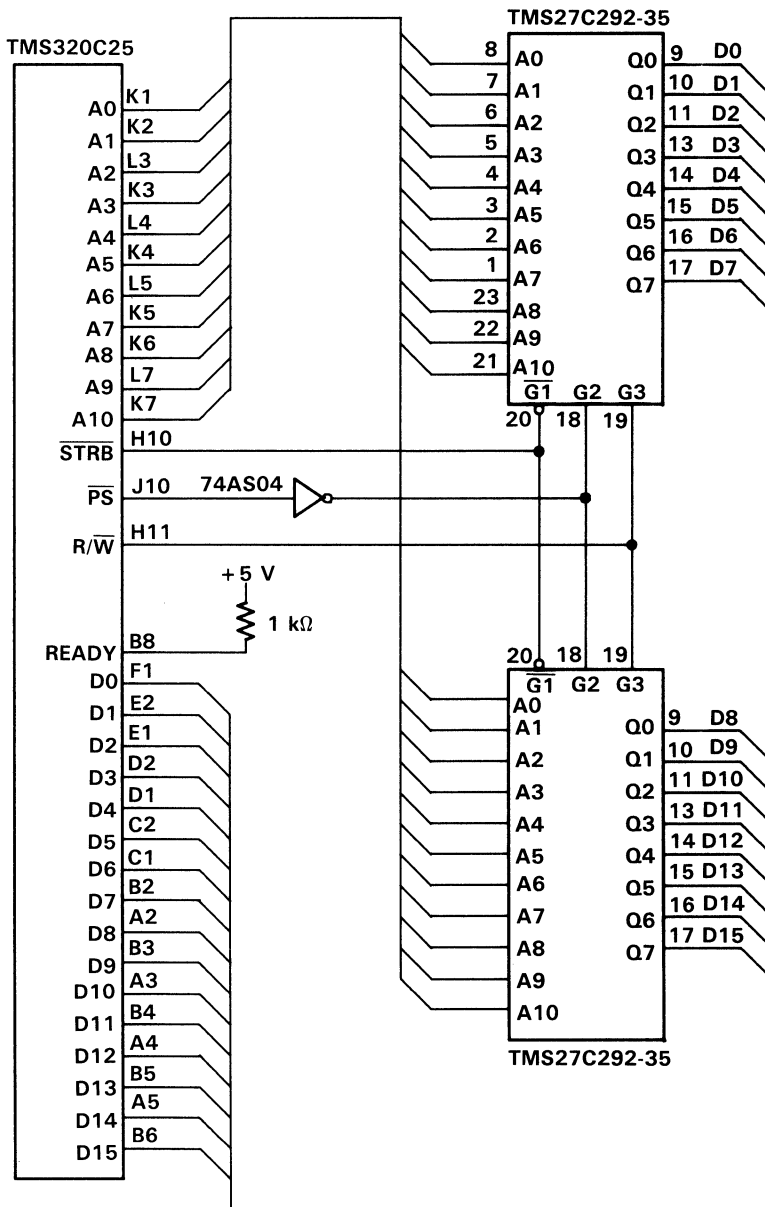 TMS320C25
A0 K1
A1 K2
A2 L3
A3 K3
A4 L4
A5 K4
A6 L5
A7 K5
A8 K6
A9 L7
A10 K7
S̅T̅R̅B̅ H10
P̅S̅ J10
74AS04
R/W̅ H11
+5 V
1 kΩ
READY B8
D0 F1
D1 E2
D2 E1
D3 D2
D4 D1
D5 C2
D6 C1
D7 B2
D8 A2
D9 B3
D10 A3
D11 B4
D12 A4
D13 B5
D14 A5
D15 B6
TMS27C292-35
8 A0
7 A1
6 A2
5 A3
4 A4
3 A5
2 A6
1 A7
23 A8
22 A9
21 A10
Q0 9 D0
Q1 10 D1
Q2 11 D2
Q3 13 D3
Q4 14 D4
Q5 15 D5
Q6 16 D6
Q7 17 D7
G̅1̅ G2 G3
20 18 19
20 18 19
G̅1̅ G2 G3
A0
A1
A2
A3
A4
A5
A6
A7
A8
A9
A10
Q0 9 D8
Q1 10 D9
Q2 11 D10
Q3 13 D11
Q4 14 D12
Q5 15 D13
Q6 16 D14
Q7 17 D15
TMS27C292-35